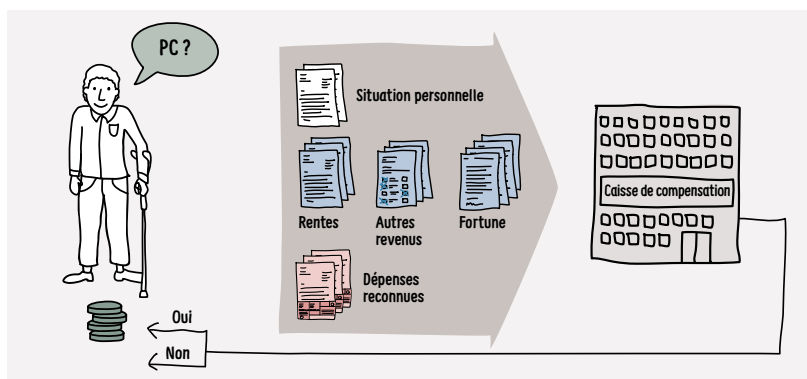 PC ?
Situation personnelle
Rentes
Autres
revenus
Fortune
Dépenses
reconnues
Caisse de compensation
Oui
Non